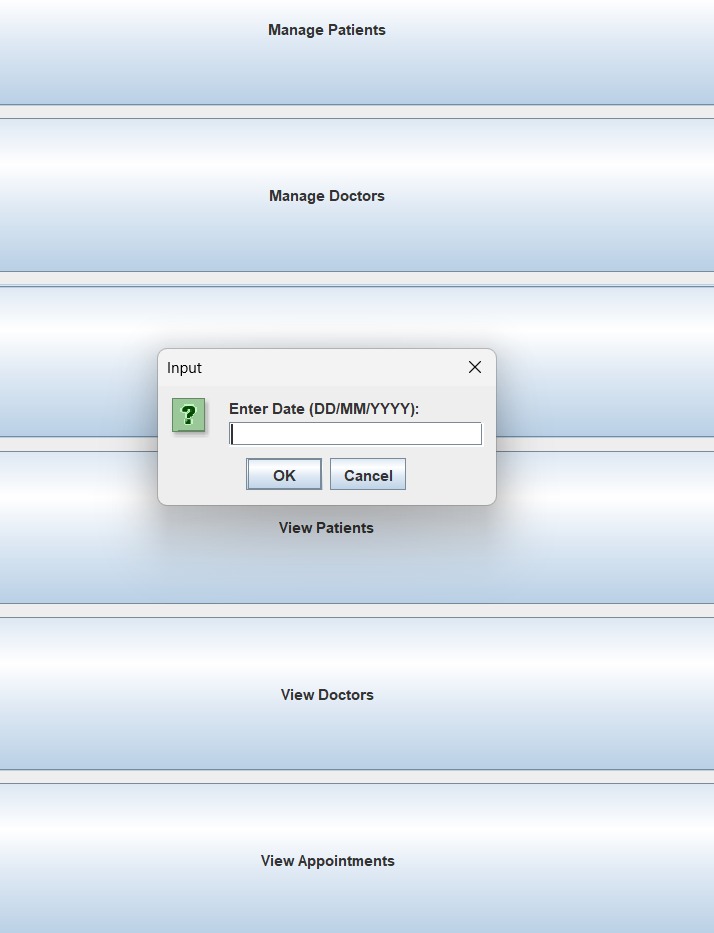 Manage Patients
Manage Doctors
Input
?
Enter Date (DD/MM/YYYY):
OK
Cancel
View Patients
View Doctors
View Appointments